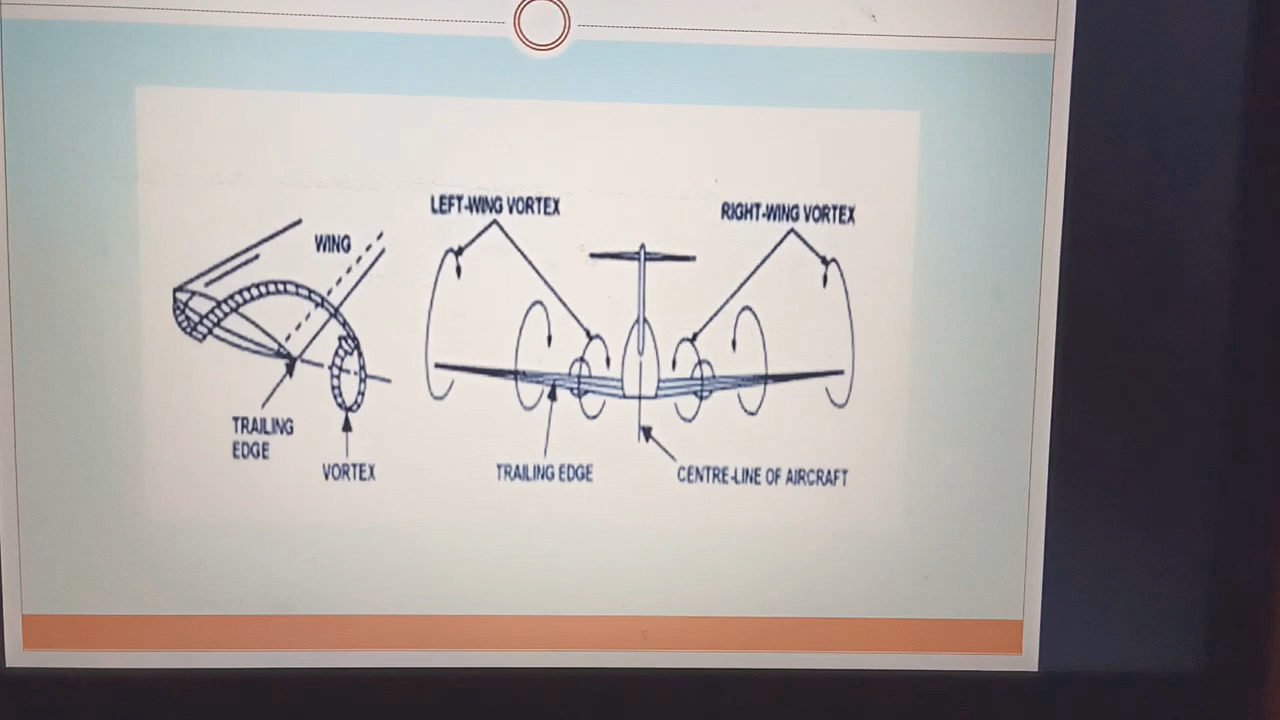 LEFT-WING VORTEX
RIGHT-WING VORTEX
WING
TRAILING
EDGE
VORTEX
TRAILING EDGE
CENTRE-LINE OF AIRCRAFT